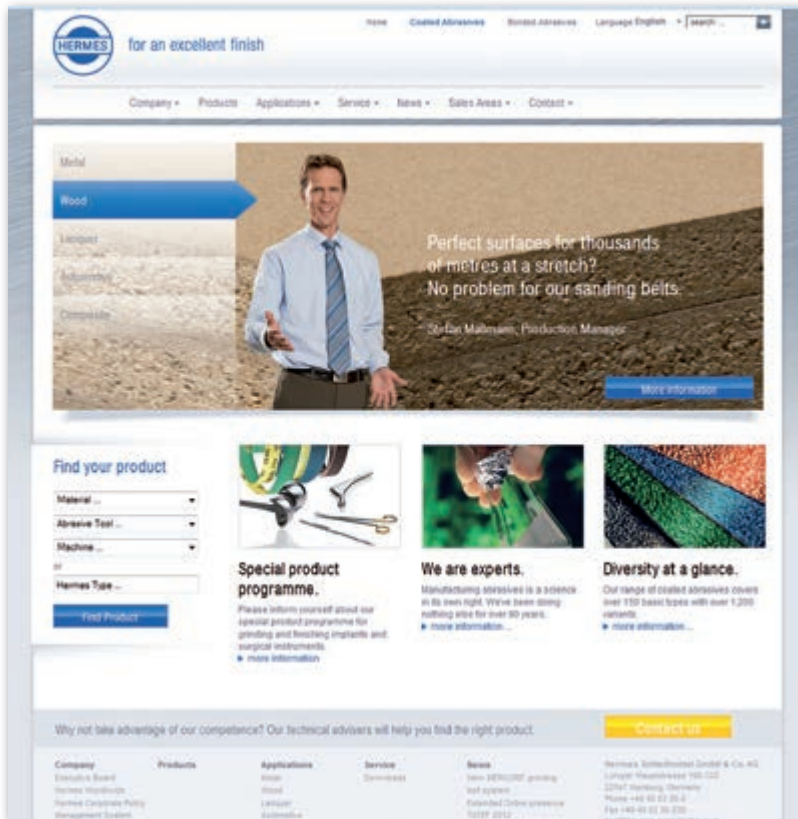 Home Coated Abrasives Bonded Abrasives Language English search ...
HERMES
for an excellent finish
Company Products Applications Service News Sales Areas Contact
Metal
Wood
Lacquer
Automotive
Composite
Perfect surfaces for thousands
of metres at a stretch?
No problem for our sanding belts.
Production Manager
More information
Find your product
Material ...
Abrasive Tool ...
Machine ...
or
Hermes Type ...
Find Product
Special product
programme.
Please inform yourself about our
special product programme for
grinding and finishing implants and
surgical instruments.
more information
We are experts.
Manufacturing abrasives is a science
in its own right. We've been doing
nothing else for over 80 years.
more information ...
Diversity at a glance.
Our range of coated abrasives covers
over 150 basic types with over 1,200
variants.
more information ...
Why not take advantage of our competence? Our technical advisers will help you find the right product.
Contact us
Company
Executive Board
Hermes Worldwide
Hermes Corporate Policy
Management System
Products
Applications
Metal
Wood
Lacquer
Automotive
Service
Downloads
News
belt system
Extended Online presence
Hermes Schleifmittel GmbH & Co. KG
Hamburg, Germany